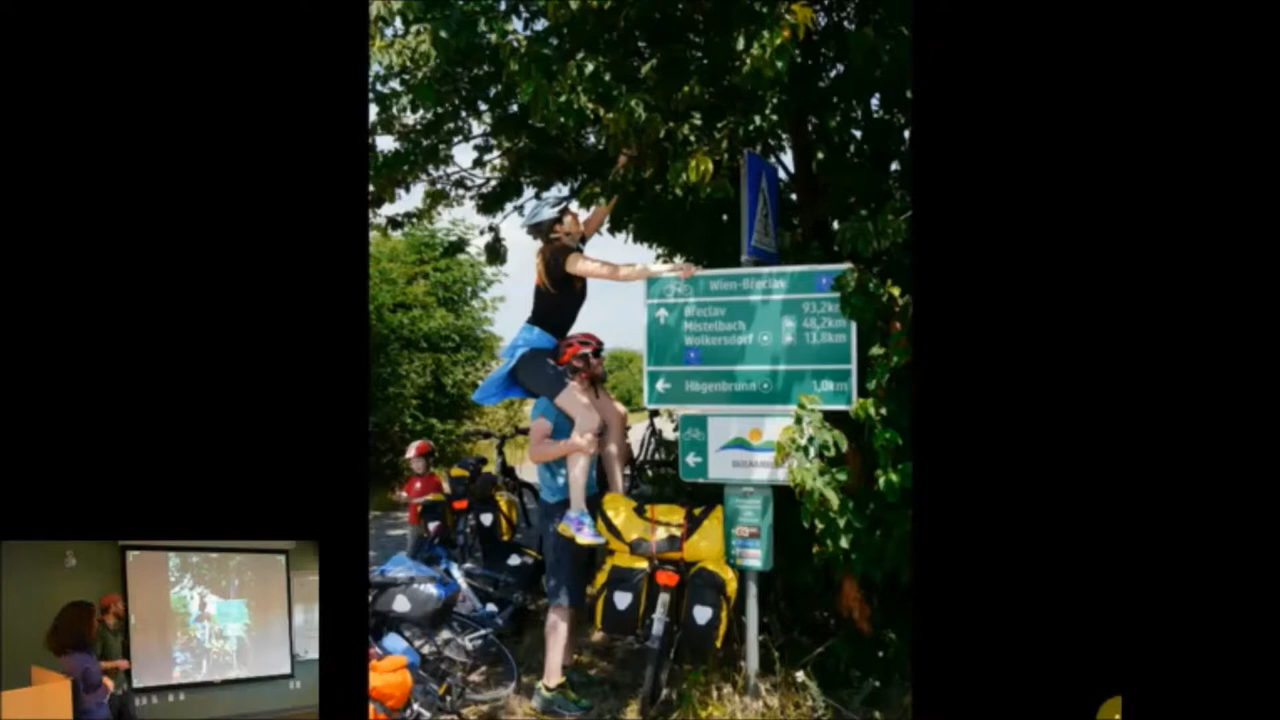 Wien-Břeclav
Břeclav 93,2km
Mistelbach 48,2km
Wolkersdorf 13,8km
Hagenbrunn 1,0km